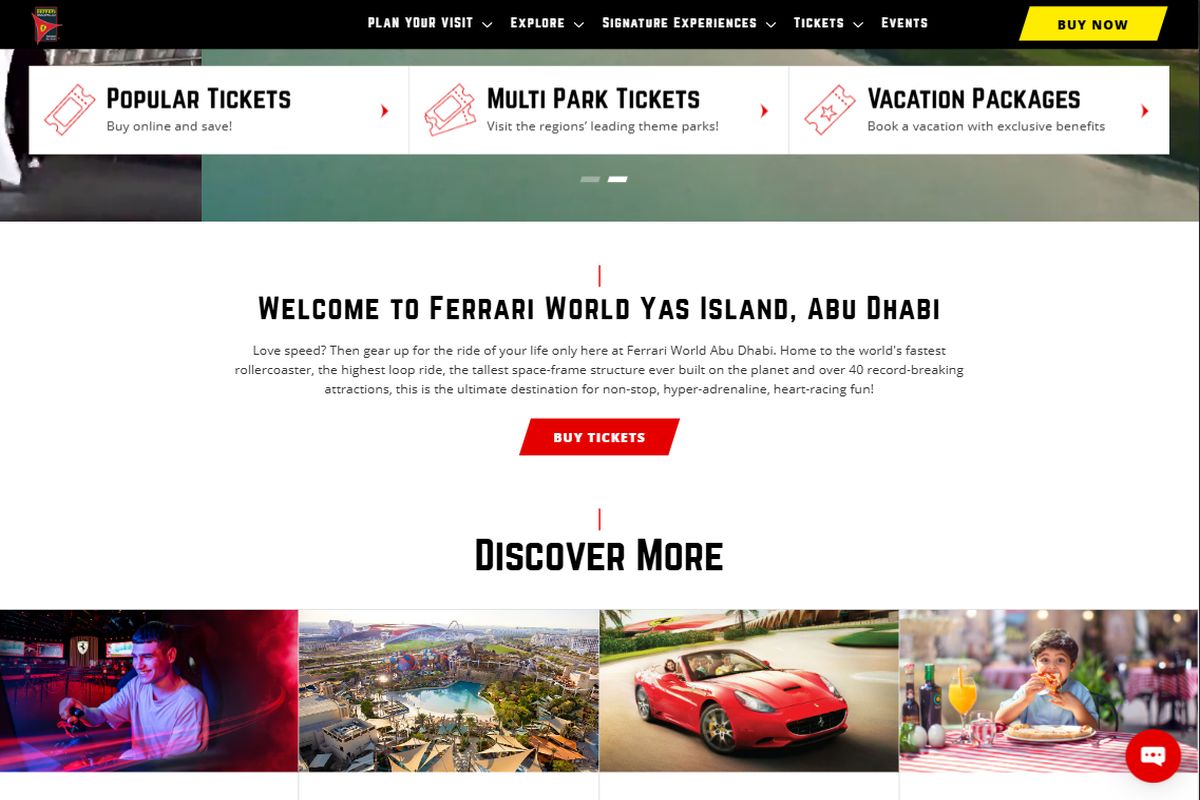 PLAN YOUR VISIT
EXPLORE
SIGNATURE EXPERIENCES
TICKETS
EVENTS
BUY NOW
POPULAR TICKETS
Buy online and save!
MULTI PARK TICKETS
Visit the regions' leading theme parks!
VACATION PACKAGES
Book a vacation with exclusive benefits
WELCOME TO FERRARI WORLD YAS ISLAND, ABU DHABI
Love speed? Then gear up for the ride of your life only here at Ferrari World Abu Dhabi. Home to the world's fastest
rollercoaster, the highest loop ride, the tallest space-frame structure ever built on the planet and over 40 record-breaking
attractions, this is the ultimate destination for non-stop, hyper-adrenaline, heart-racing fun!
BUY TICKETS
DISCOVER MORE